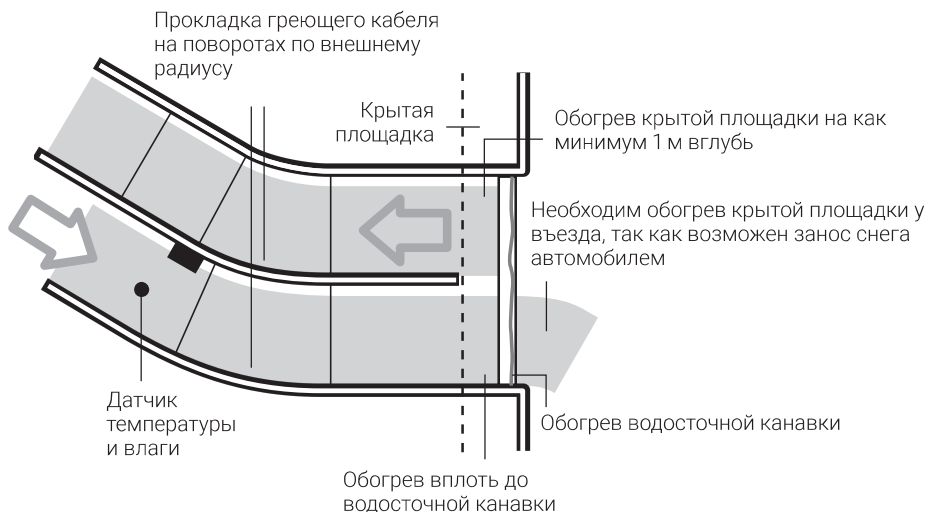 Прокладка греющего кабеля
на поворотах по внешнему
радиусу
Крытая
площадка
Обогрев крытой площадки на как
минимум 1 м вглубь
Необходим обогрев крытой площадки у
въезда, так как возможен занос снега
автомобилем
Датчик
температуры
и влаги
Обогрев водосточной канавки
Обогрев вплоть до
водосточной канавки